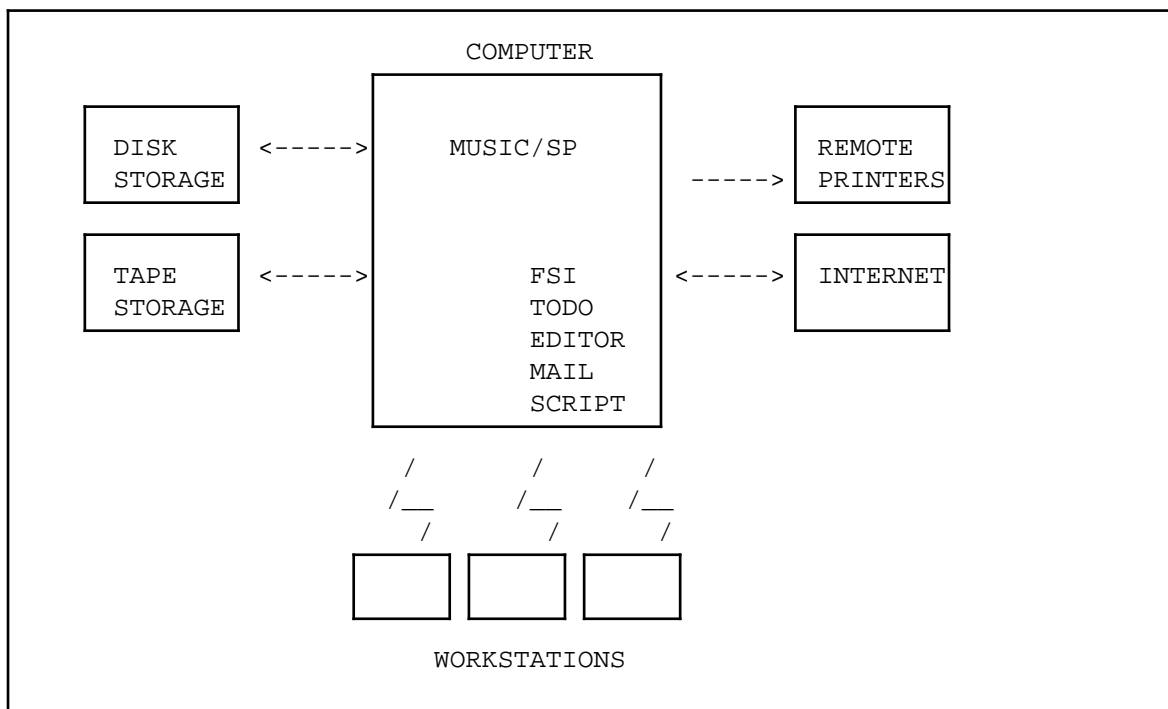 COMPUTER
DISK
STORAGE
<----->
MUSIC/SP
----->
REMOTE
PRINTERS
TAPE
STORAGE
<----->
FSI
TODO
EDITOR
MAIL
SCRIPT
<----->
INTERNET
WORKSTATIONS